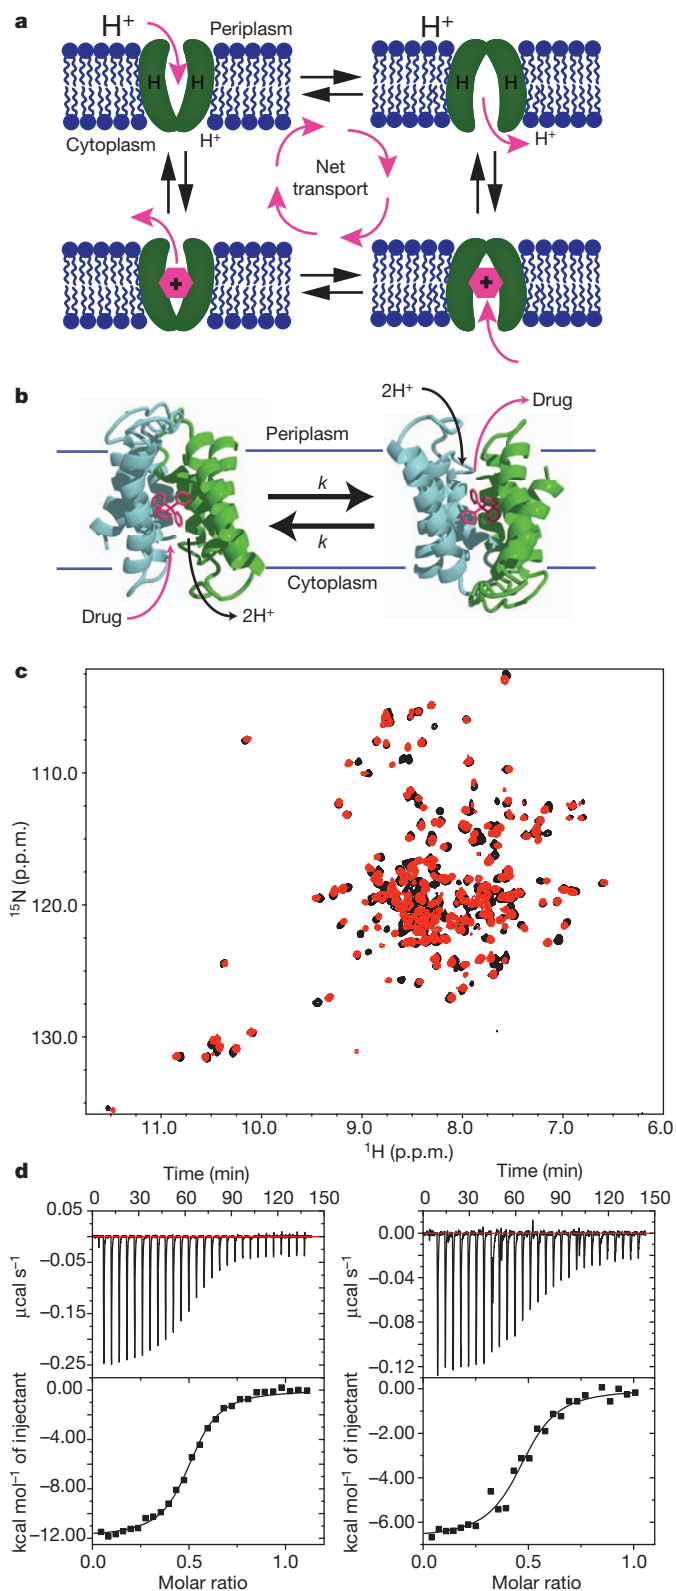 a
H⁺ Periplasm H⁺
H H H H
Cytoplasm H⁺ H⁺
Net
transport
+ +
b
2H⁺ Drug
Periplasm
k
k
Cytoplasm
Drug 2H⁺
c
110.0
120.0
130.0
¹⁵N (p.p.m.)
11.0 10.0 9.0 8.0 7.0 6.0
¹H (p.p.m.)
d
Time (min)
0 30 60 90 120 150
0.05
−0.05
−0.15
−0.25
µcal s⁻¹
0.00
−4.00
−8.00
−12.00
kcal mol⁻¹ of injectant
0.0 0.5 1.0
Molar ratio
Time (min)
0 30 60 90 120 150
0.00
−0.04
−0.08
−0.12
µcal s⁻¹
0.00
−2.00
−4.00
−6.00
kcal mol⁻¹ of injectant
0.0 0.5 1.0
Molar ratio